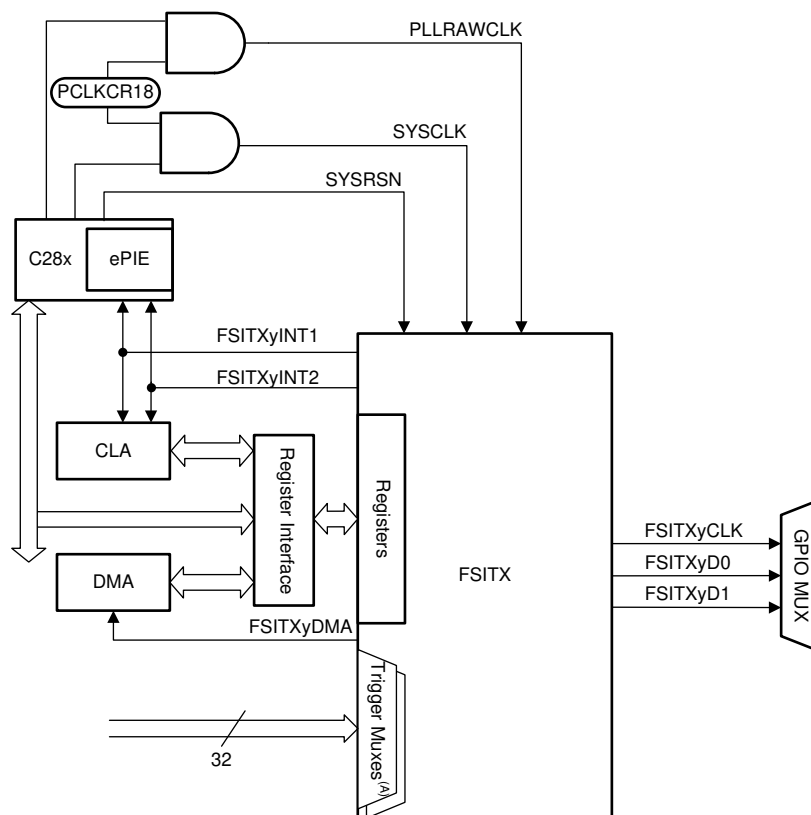 PLLRAWCLK
PCLKCR18
SYSCLK
SYSRSN
C28x
ePIE
FSITXyINT1
FSITXyINT2
CLA
Register Interface
Registers
FSITX
FSITXyCLK
FSITXyD0
FSITXyD1
GPIO MUX
DMA
FSITXyDMA
Trigger Muxes(A)
32